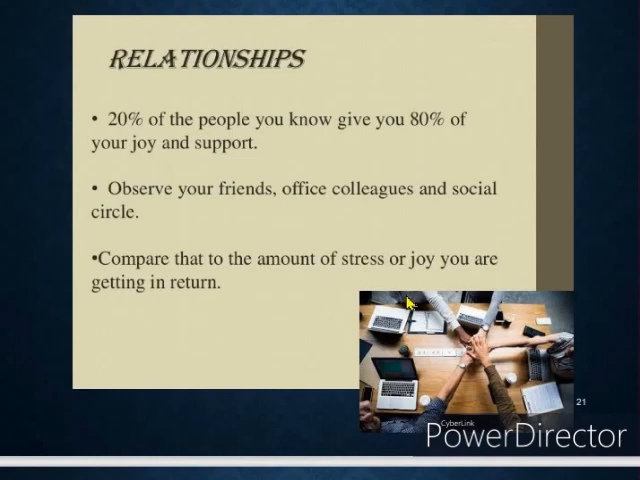 RELATIONSHIPS
• 20% of the people you know give you 80% of
your joy and support.
• Observe your friends, office colleagues and social
circle.
•Compare that to the amount of stress or joy you are
getting in return.
21
CyberLink
PowerDirector